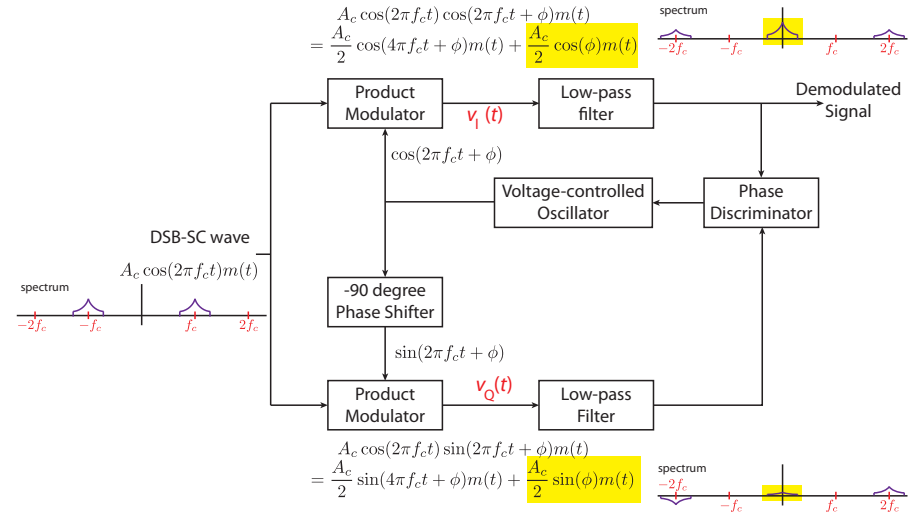 A_c cos(2πf_c t) cos(2πf_c t + φ)m(t)
= A_c/2 cos(4πf_c t + φ)m(t) + A_c/2 cos(φ)m(t)
spectrum
−2f_c −f_c f_c 2f_c
Product
Modulator
v_I (t)
Low-pass
filter
Demodulated
Signal
cos(2πf_c t + φ)
Voltage-controlled
Oscillator
Phase
Discriminator
DSB-SC wave
A_c cos(2πf_c t)m(t)
spectrum
−2f_c −f_c f_c 2f_c
-90 degree
Phase Shifter
sin(2πf_c t + φ)
Product
Modulator
v_Q(t)
Low-pass
Filter
A_c cos(2πf_c t) sin(2πf_c t + φ)m(t)
= A_c/2 sin(4πf_c t + φ)m(t) + A_c/2 sin(φ)m(t)
spectrum
−2f_c −f_c f_c 2f_c